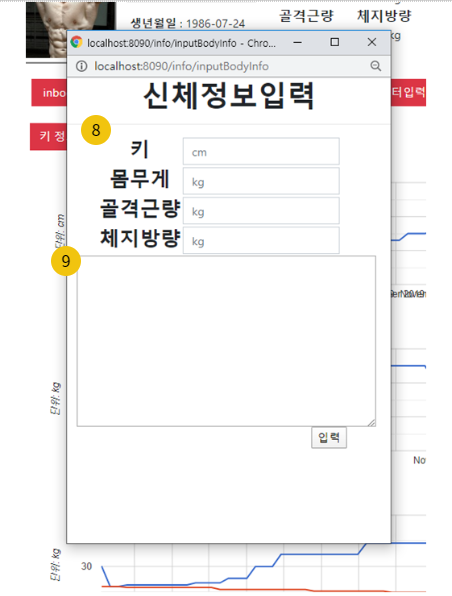 생년월일 : 1986-07-24
골격근량 체지방량
kg
localhost:8090/info/inputBodyInfo - Chro...
localhost:8090/info/inputBodyInfo
inbo
터입력
신체정보입력
8
키 정
키
cm
몸무게
kg
골격근량
kg
체지방량
kg
단위: cm
9
단위: kg
입력
No
단위: kg
30